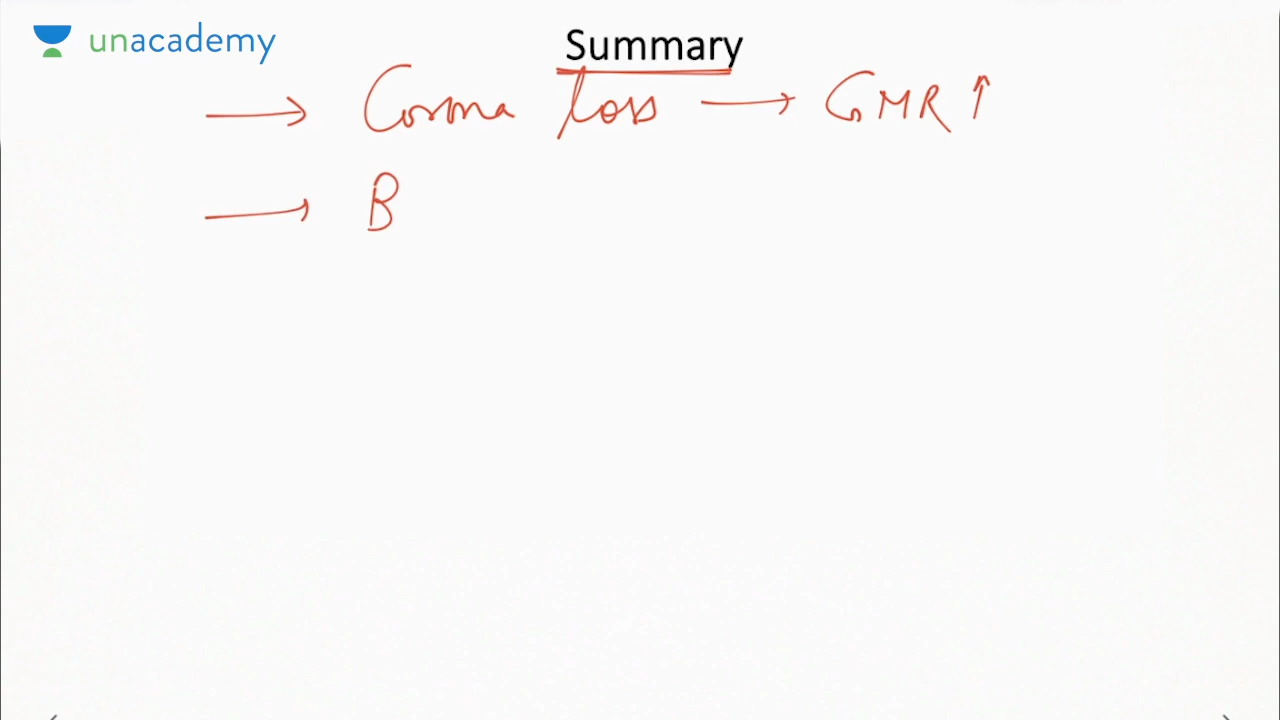 unacademy
Summary
→ Corona loss → GMR ↑
→ B